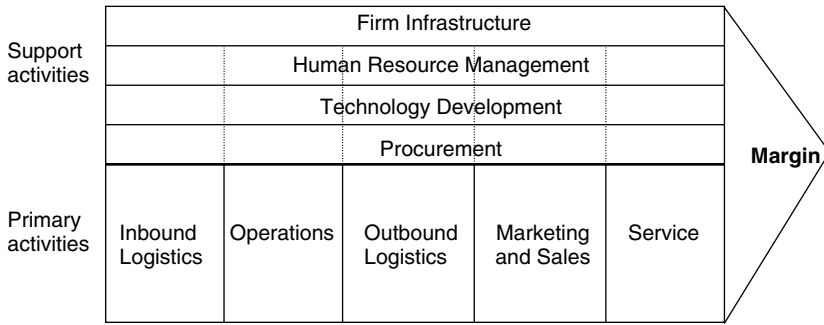 Firm Infrastructure
Support
activities
Human Resource Management
Technology Development
Procurement
Margin
Primary
activities
Inbound
Logistics
Operations
Outbound
Logistics
Marketing
and Sales
Service